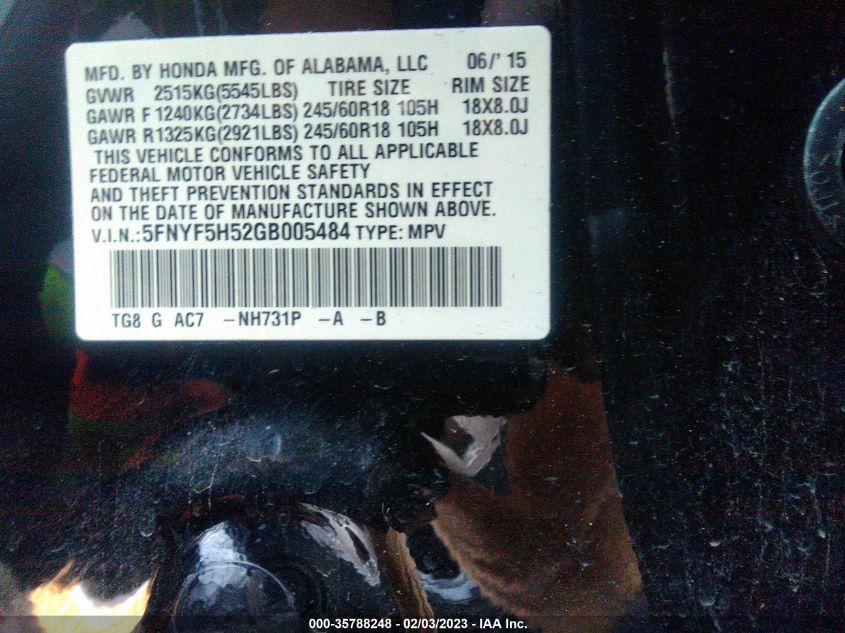 MFD. BY HONDA MFG. OF ALABAMA, LLC 06/'15
GVWR 2515KG(5545LBS) TIRE SIZE RIM SIZE
GAWR F 1240KG(2734LBS) 245/60R18 105H 18X8.0J
GAWR R1325KG(2921LBS) 245/60R18 105H 18X8.0J
THIS VEHICLE CONFORMS TO ALL APPLICABLE
FEDERAL MOTOR VEHICLE SAFETY
AND THEFT PREVENTION STANDARDS IN EFFECT
ON THE DATE OF MANUFACTURE SHOWN ABOVE.
V.I.N.:5FNYF5H52GB005484 TYPE: MPV
TG8 G AC7 -NH731P -A -B
000-35788248 - 02/03/2023 - IAA Inc.